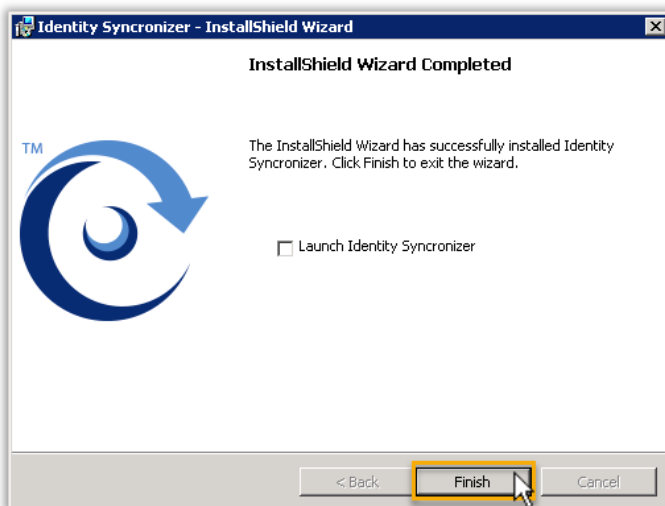 Identity Syncronizer - InstallShield Wizard
InstallShield Wizard Completed
TM
The InstallShield Wizard has successfully installed Identity
Syncronizer. Click Finish to exit the wizard.
Launch Identity Syncronizer
< Back
Finish
Cancel